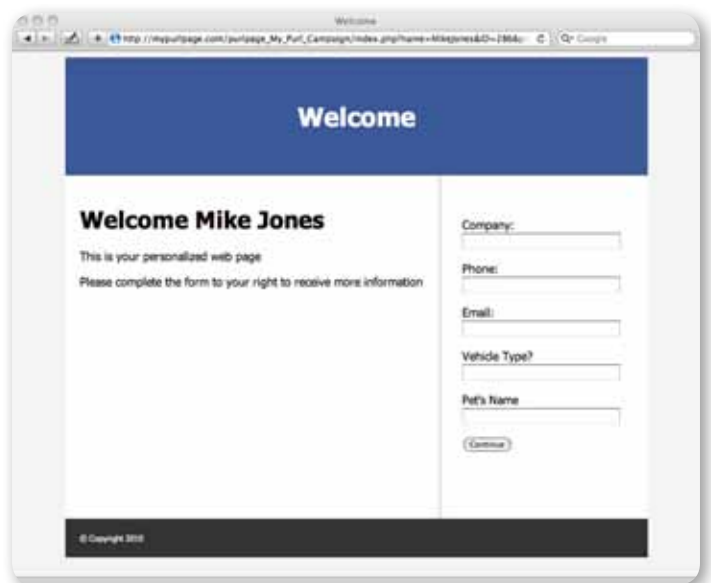 Welcome
Google
Welcome
Welcome Mike Jones
This is your personalized web page
Please complete the form to your right to receive more information
Company:
Phone:
Email:
Vehicle Type?
Pet's Name
Continue
© Copyright 2010